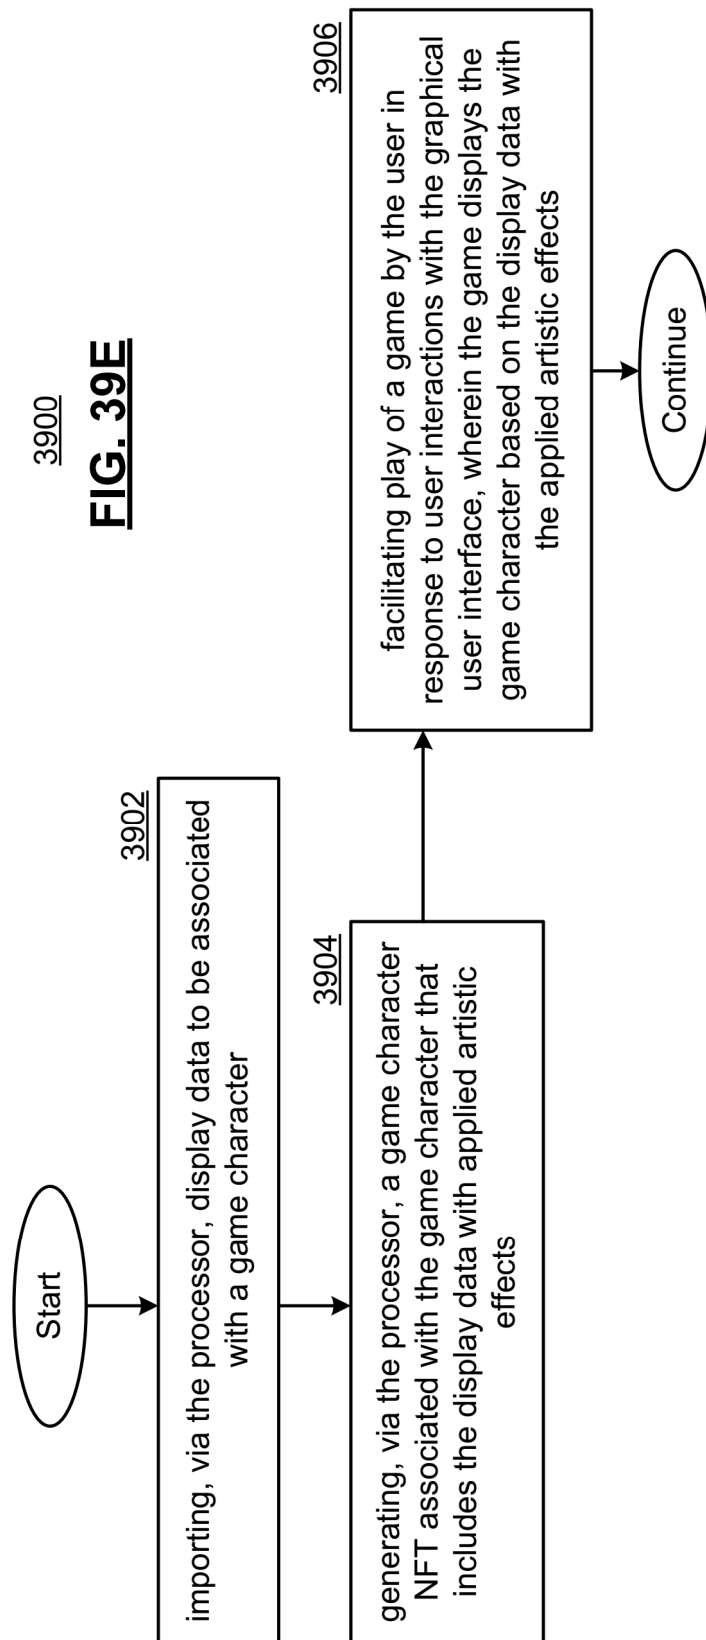 3900
FIG. 39E
Start
3902
importing, via the processor, display data to be associated
with a game character
3904
generating, via the processor, a game character
NFT associated with the game character that
includes the display data with applied artistic
effects
3906
facilitating play of a game by the user in
response to user interactions with the graphical
user interface, wherein the game displays the
game character based on the display data with
the applied artistic effects
Continue